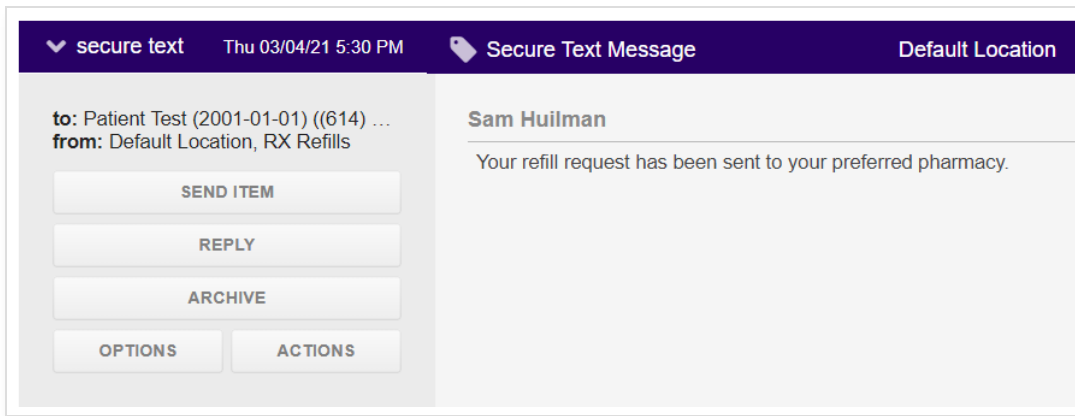 secure text Thu 03/04/21 5:30 PM
Secure Text Message Default Location
to: Patient Test (2001-01-01) ((614) ...
from: Default Location, RX Refills
SEND ITEM
REPLY
ARCHIVE
OPTIONS ACTIONS
Sam Huilman
Your refill request has been sent to your preferred pharmacy.